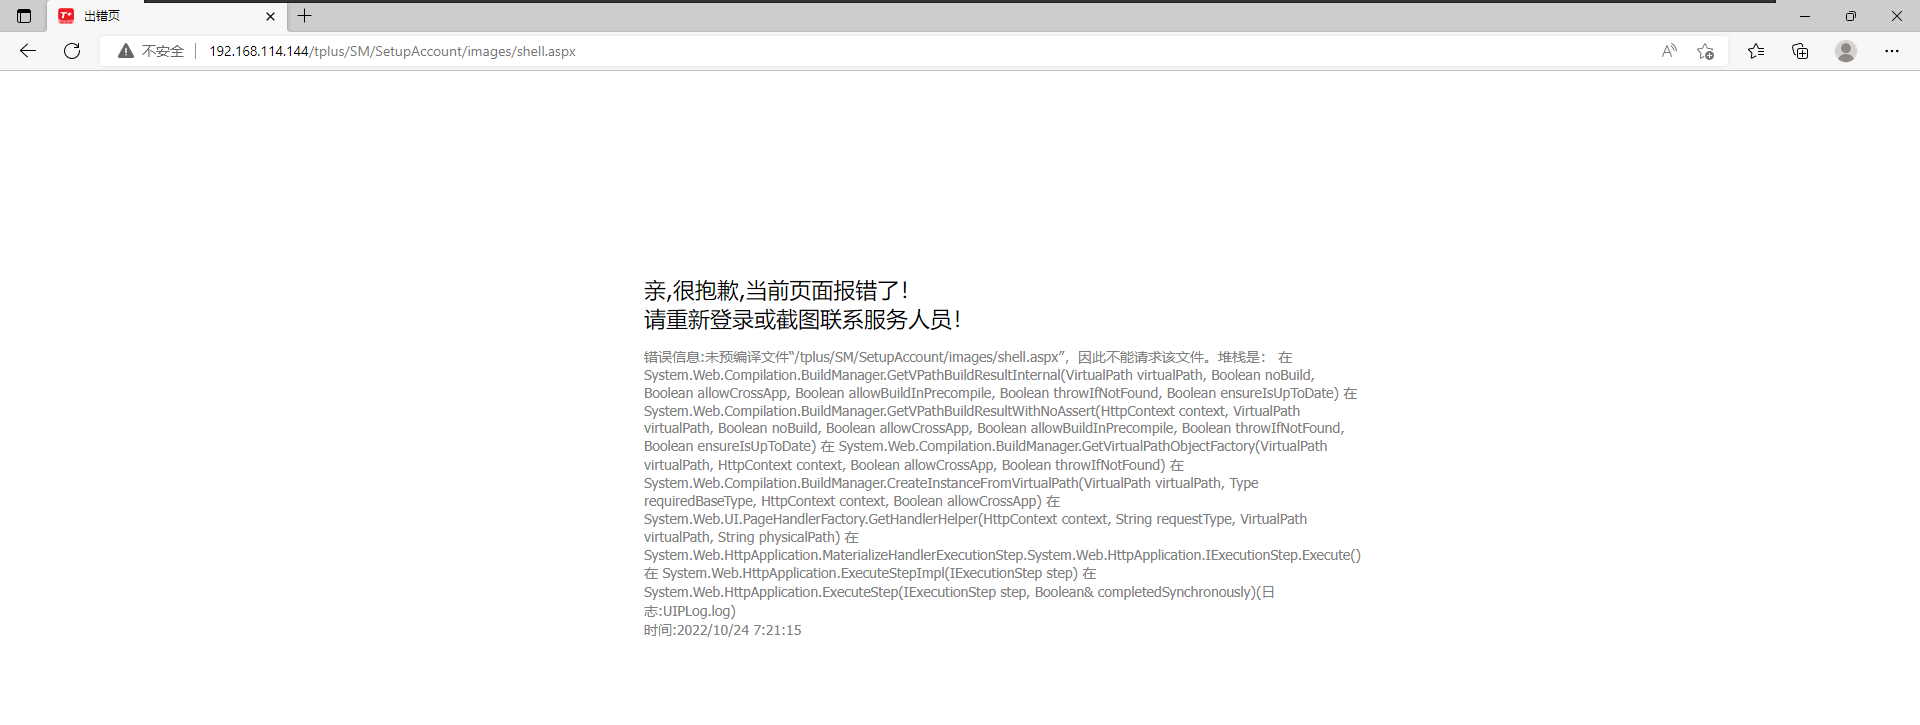 出错页
不安全 192.168.114.144/tplus/SM/SetupAccount/images/shell.aspx
亲,很抱歉,当前页面报错了！
请重新登录或截图联系服务人员！
错误信息:未预编译文件“/tplus/SM/SetupAccount/images/shell.aspx”，因此不能请求该文件。堆栈是： 在
System.Web.Compilation.BuildManager.GetVPathBuildResultInternal(VirtualPath virtualPath, Boolean noBuild,
Boolean allowCrossApp, Boolean allowBuildInPrecompile, Boolean throwIfNotFound, Boolean ensureIsUpToDate) 在
System.Web.Compilation.BuildManager.GetVPathBuildResultWithNoAssert(HttpContext context, VirtualPath
virtualPath, Boolean noBuild, Boolean allowCrossApp, Boolean allowBuildInPrecompile, Boolean throwIfNotFound,
Boolean ensureIsUpToDate) 在 System.Web.Compilation.BuildManager.GetVirtualPathObjectFactory(VirtualPath
virtualPath, HttpContext context, Boolean allowCrossApp, Boolean throwIfNotFound) 在
System.Web.Compilation.BuildManager.CreateInstanceFromVirtualPath(VirtualPath virtualPath, Type
requiredBaseType, HttpContext context, Boolean allowCrossApp) 在
System.Web.UI.PageHandlerFactory.GetHandlerHelper(HttpContext context, String requestType, VirtualPath
virtualPath, String physicalPath) 在
System.Web.HttpApplication.MaterializeHandlerExecutionStep.System.Web.HttpApplication.IExecutionStep.Execute()
在 System.Web.HttpApplication.ExecuteStepImpl(IExecutionStep step) 在
System.Web.HttpApplication.ExecuteStep(IExecutionStep step, Boolean& completedSynchronously)(日
志:UIPLog.log)
时间:2022/10/24 7:21:15